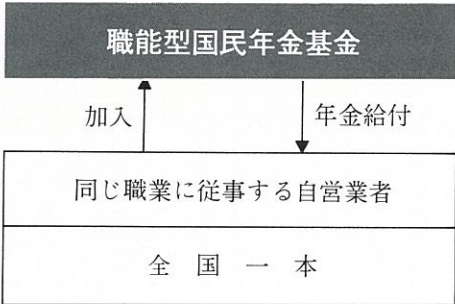 職能型国民年金基金
加入
年金給付
同じ職業に従事する自営業者
全国一本